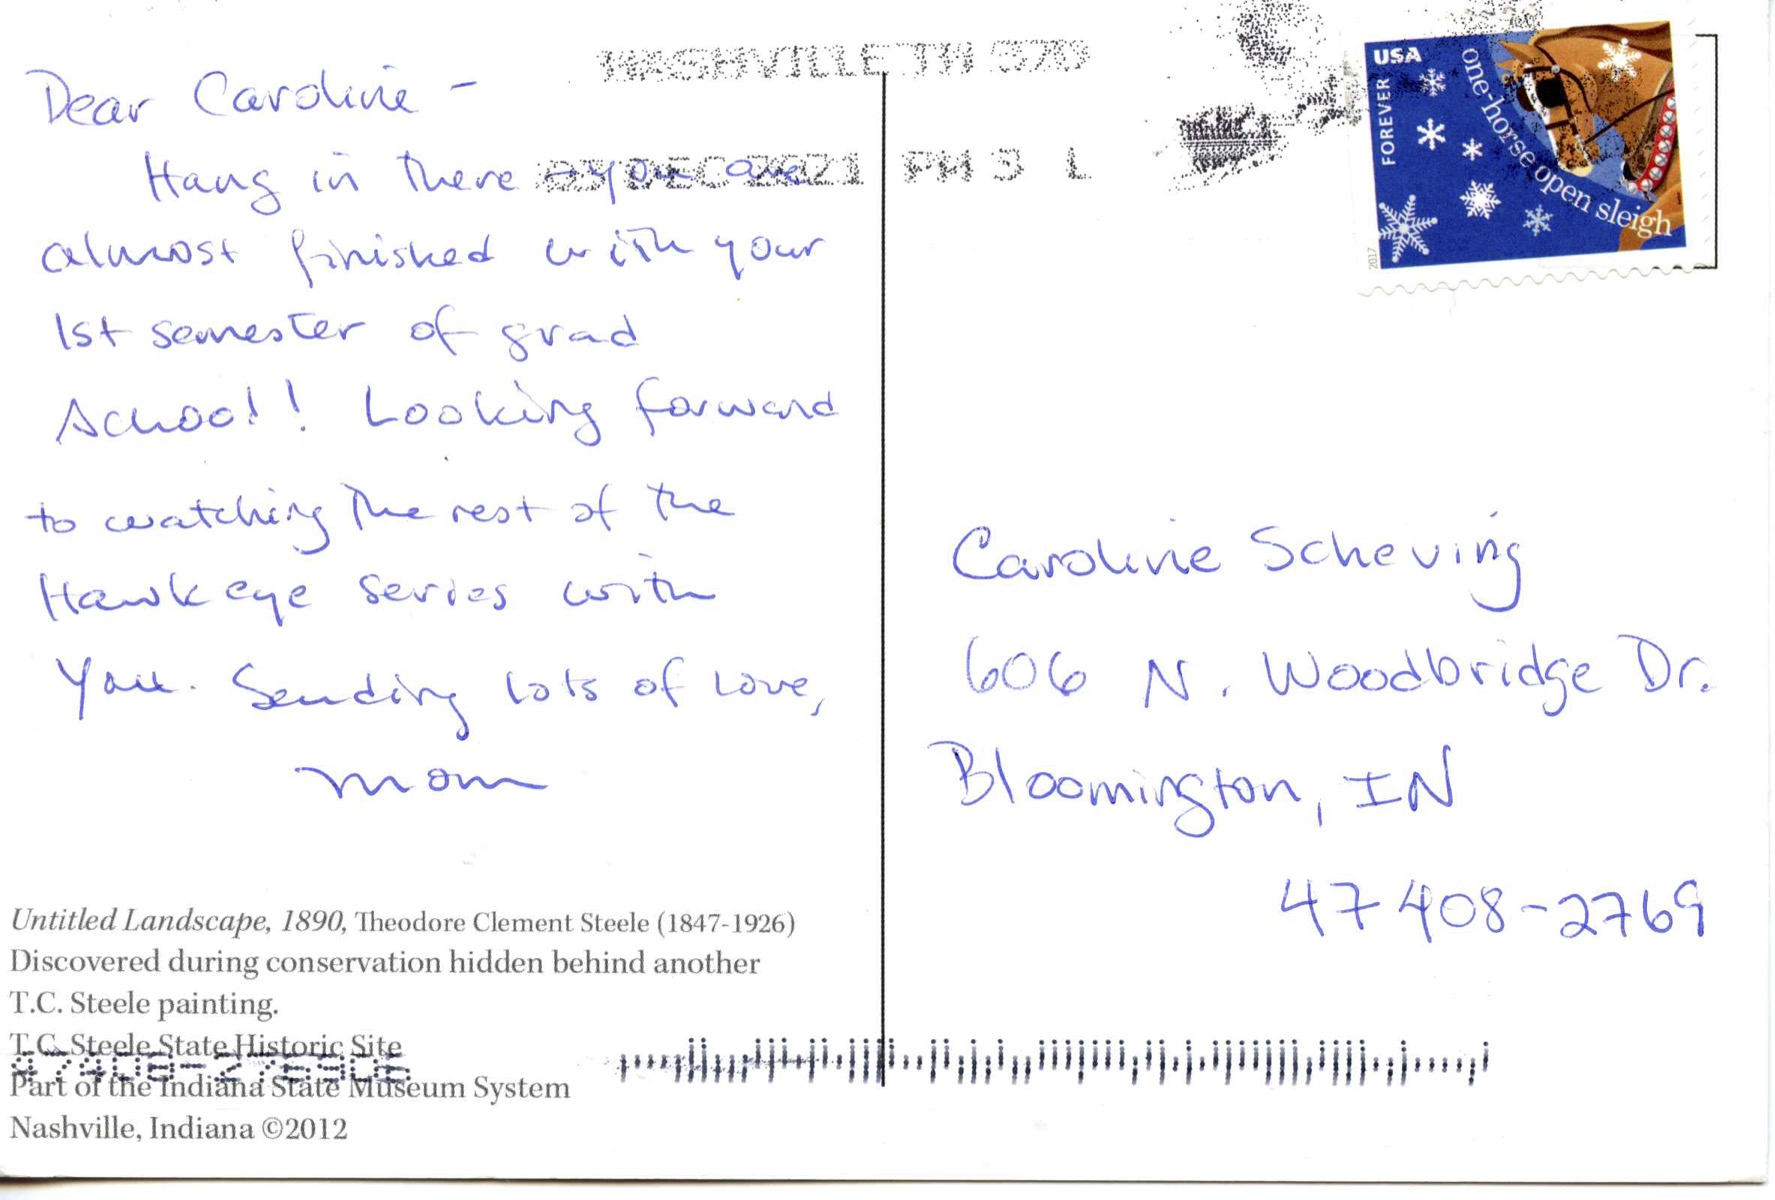 Dear Caroline -
Hang in there - you are
almost finished with your
1st semester of grad
school! Looking forward
to watching the rest of the
Hawkeye series with
you. Sending lots of love,
Mom
Untitled Landscape, 1890, Theodore Clement Steele (1847-1926)
Discovered during conservation hidden behind another
T.C. Steele painting.
T.C. Steele State Historic Site
Part of the Indiana State Museum System
Nashville, Indiana ©2012
NASHVILLE TN 370
03 DEC 2021 PM 3 L
USA
FOREVER
one-horse open sleigh
2017
Caroline Scheving
606 N. Woodbridge Dr.
Bloomington, IN
47408-2769